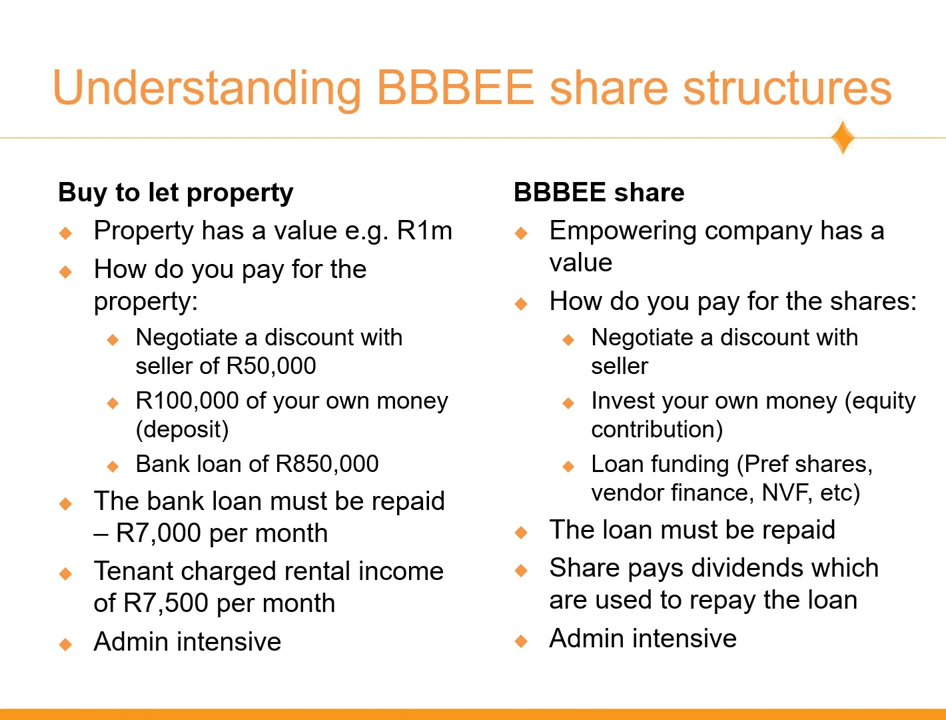 Understanding BBBEE share structures
Buy to let property
Property has a value e.g. R1m
How do you pay for the
property:
Negotiate a discount with
seller of R50,000
R100,000 of your own money
(deposit)
Bank loan of R850,000
The bank loan must be repaid
– R7,000 per month
Tenant charged rental income
of R7,500 per month
Admin intensive
BBBEE share
Empowering company has a
value
How do you pay for the shares:
Negotiate a discount with
seller
Invest your own money (equity
contribution)
Loan funding (Pref shares,
vendor finance, NVF, etc)
The loan must be repaid
Share pays dividends which
are used to repay the loan
Admin intensive